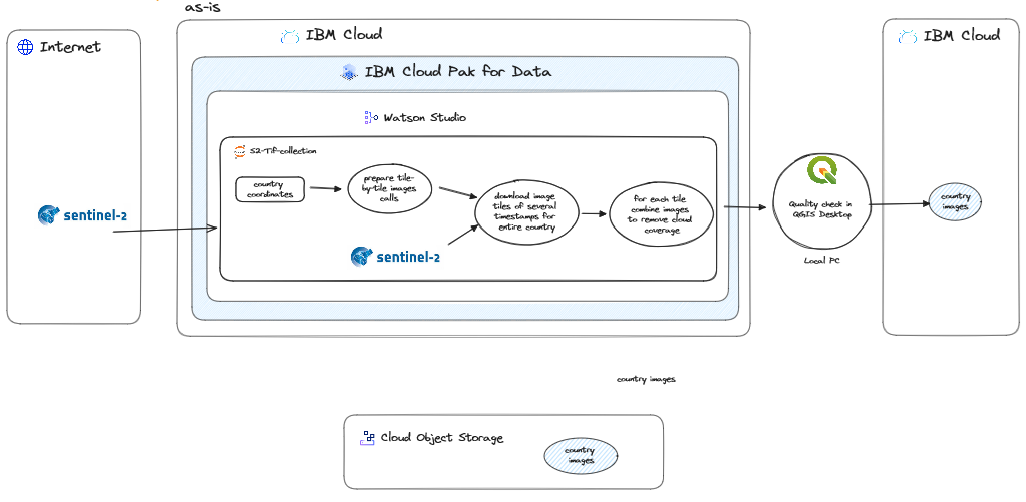 as-is
Internet
sentinel-2
IBM Cloud
IBM Cloud Pak for Data
Watson Studio
S2-Tif-collection
country
coordinates
prepare tile-
by-tile images
calls
download image
tiles of several
timestamps for
entire country
sentinel-2
for each tile
combine images
to remove cloud
coverage
Quality check in
QGIS Desktop
Local PC
IBM Cloud
country
images
country images
Cloud Object Storage
country
images